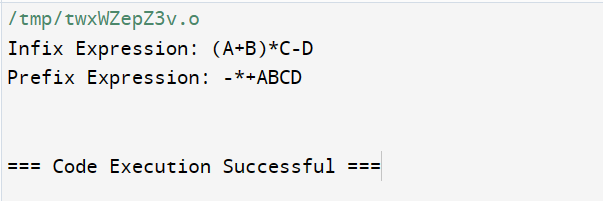 /tmp/twxWZepZ3v.o
Infix Expression: (A+B)*C-D
Prefix Expression: -*+ABCD
=== Code Execution Successful ===